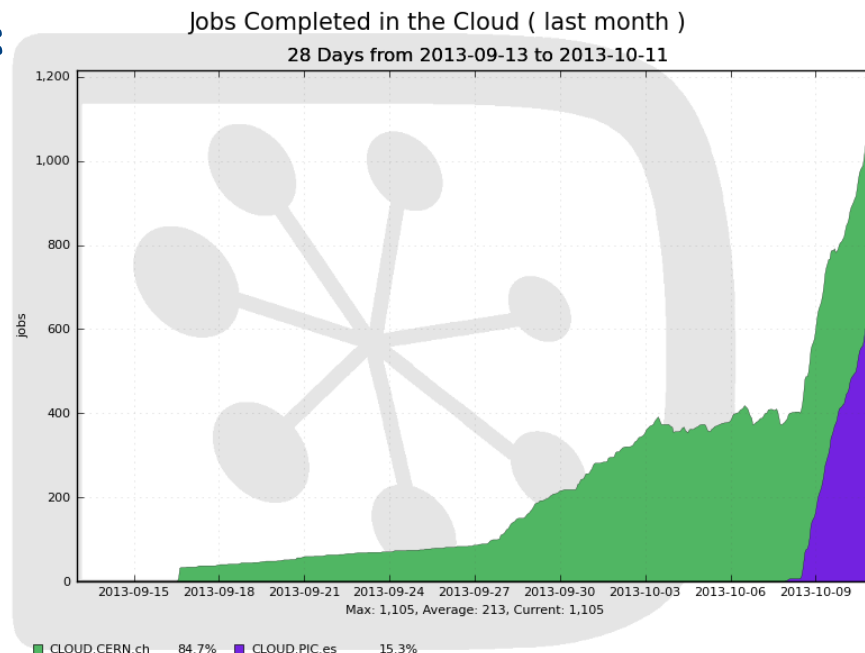 Jobs Completed in the Cloud ( last month )
28 Days from 2013-09-13 to 2013-10-11
1,200
1,000
800
600
400
200
0
jobs
2013-09-15 2013-09-18 2013-09-21 2013-09-24 2013-09-27 2013-09-30 2013-10-03 2013-10-06 2013-10-09
Max: 1,105, Average: 213, Current: 1,105
CLOUD.CERN.ch 84.7% CLOUD.PIC.es 15.3%